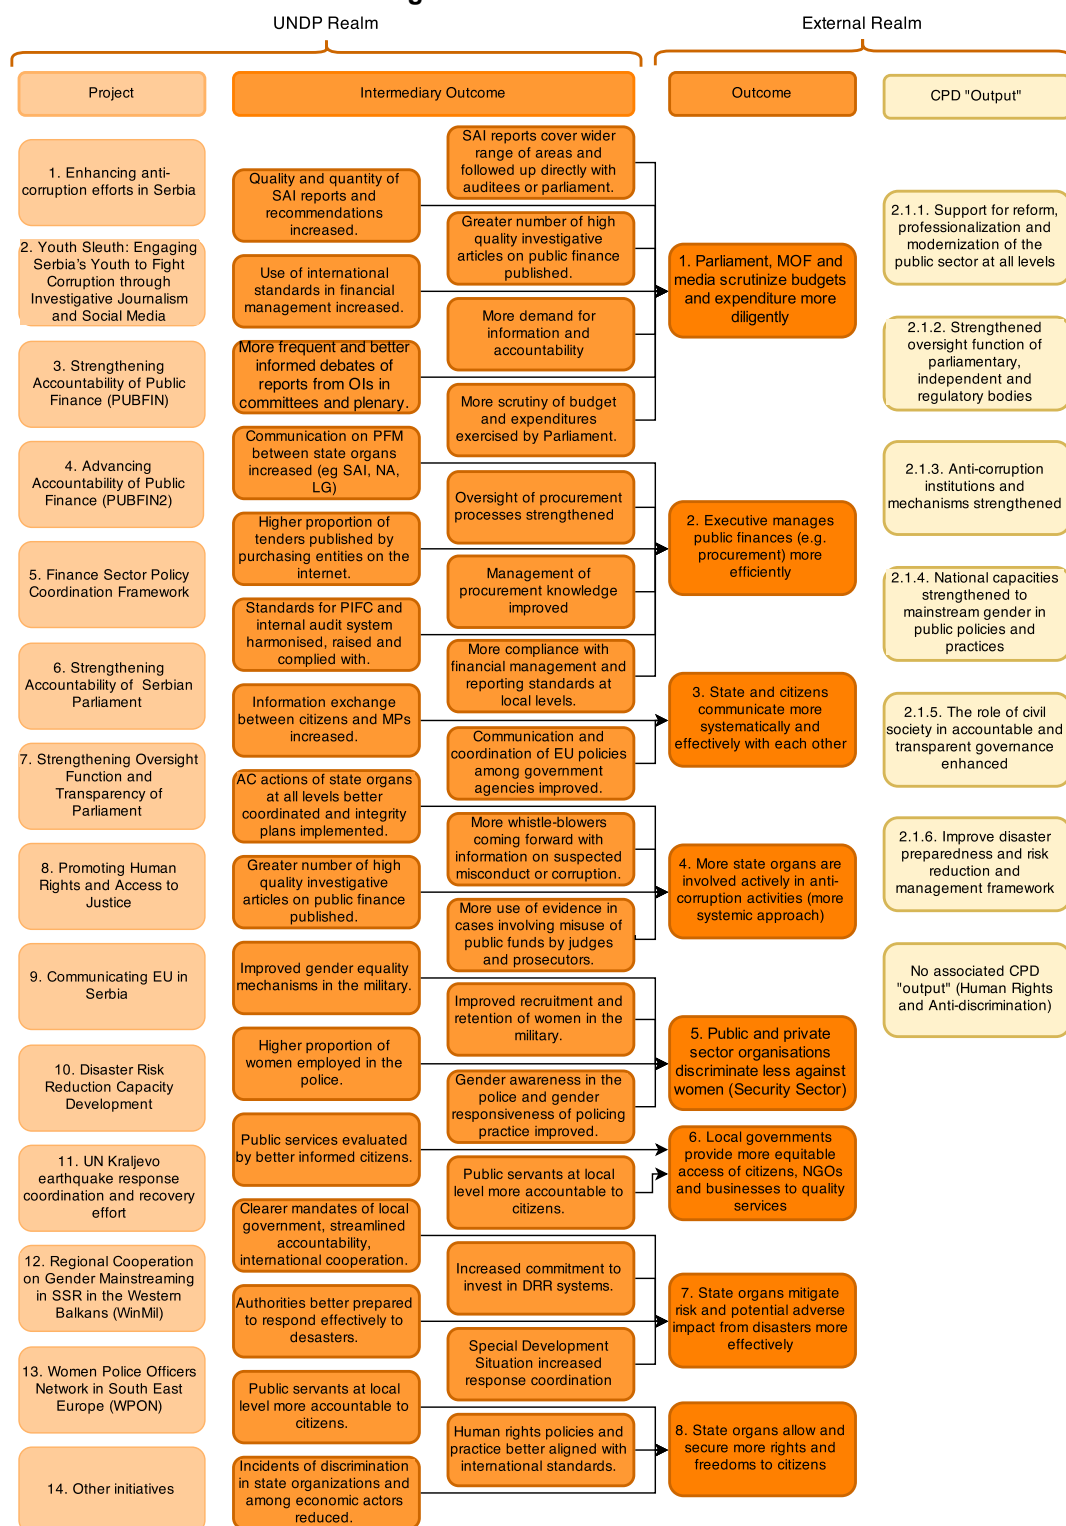 UNDP Realm
External Realm
Project
Intermediary Outcome
Outcome
CPD "Output"
1. Enhancing anti-
corruption efforts in Serbia
2. Youth Sleuth: Engaging
Serbia's Youth to Fight
Corruption through
Investigative Journalism
and Social Media
3. Strengthening
Accountability of Public
Finance (PUBFIN)
4. Advancing
Accountability of Public
Finance (PUBFIN2)
5. Finance Sector Policy
Coordination Framework
6. Strengthening
Accountability of  Serbian
Parliament
7. Strengthening Oversight
Function and
Transparency of
Parliament
8. Promoting Human
Rights and Access to
Justice
9. Communicating EU in
Serbia
10. Disaster Risk
Reduction Capacity
Development
11. UN Kraljevo
earthquake response
coordination and recovery
effort
12. Regional Cooperation
on Gender Mainstreaming
in SSR in the Western
Balkans (WinMil)
13. Women Police Officers
Network in South East
Europe (WPON)
14. Other initiatives
Quality and quantity of
SAI reports and
recommendations
increased.
Use of international
standards in financial
management increased.
More frequent and better
informed debates of
reports from OIs in
committees and plenary.
Communication on PFM
between state organs
increased (eg SAI, NA,
LG)
Higher proportion of
tenders published by
purchasing entities on the
internet.
Standards for PIFC and
internal audit system
harmonised, raised and
complied with.
Information exchange
between citizens and MPs
increased.
AC actions of state organs
at all levels better
coordinated and integrity
plans implemented.
Greater number of high
quality investigative
articles on public finance
published.
Improved gender equality
mechanisms in the military.
Higher proportion of
women employed in the
police.
Public services evaluated
by better informed citizens.
Clearer mandates of local
government, streamlined
accountability,
international cooperation.
Authorities better prepared
to respond effectively to
desasters.
Public servants at local
level more accountable to
citizens.
Incidents of discrimination
in state organizations and
among economic actors
reduced.
SAI reports cover wider
range of areas and
followed up directly with
auditees or parliament.
Greater number of high
quality investigative
articles on public finance
published.
More demand for
information and
accountability
More scrutiny of budget
and expenditures
exercised by Parliament.
Oversight of procurement
processes strengthened
Management of
procurement knowledge
improved
More compliance with
financial management and
reporting standards at
local levels.
Communication and
coordination of EU policies
among government
agencies improved.
More whistle-blowers
coming forward with
information on suspected
misconduct or corruption.
More use of evidence in
cases involving misuse of
public funds by judges
and prosecutors.
Improved recruitment and
retention of women in the
military.
Gender awareness in the
police and gender
responsiveness of policing
practice improved.
Public servants at local
level more accountable to
citizens.
Increased commitment to
invest in DRR systems.
Special Development
Situation increased
response coordination
Human rights policies and
practice better aligned with
international standards.
1. Parliament, MOF and
media scrutinize budgets
and expenditure more
diligently
2. Executive manages
public finances (e.g.
procurement) more
efficiently
3. State and citizens
communicate more
systematically and
effectively with each other
4. More state organs are
involved actively in anti-
corruption activities (more
systemic approach)
5. Public and private
sector organisations
discriminate less against
women (Security Sector)
6. Local governments
provide more equitable
access of citizens, NGOs
and businesses to quality
services
7. State organs mitigate
risk and potential adverse
impact from disasters more
effectively
8. State organs allow and
secure more rights and
freedoms to citizens
2.1.1. Support for reform,
professionalization and
modernization of the
public sector at all levels
2.1.2. Strengthened
oversight function of
parliamentary,
independent and
regulatory bodies
2.1.3. Anti-corruption
institutions and
mechanisms strengthened
2.1.4. National capacities
strengthened to
mainstream gender in
public policies and
practices
2.1.5. The role of civil
society in accountable and
transparent governance
enhanced
2.1.6. Improve disaster
preparedness and risk
reduction and
management framework
No associated CPD
"output" (Human Rights
and Anti-discrimination)